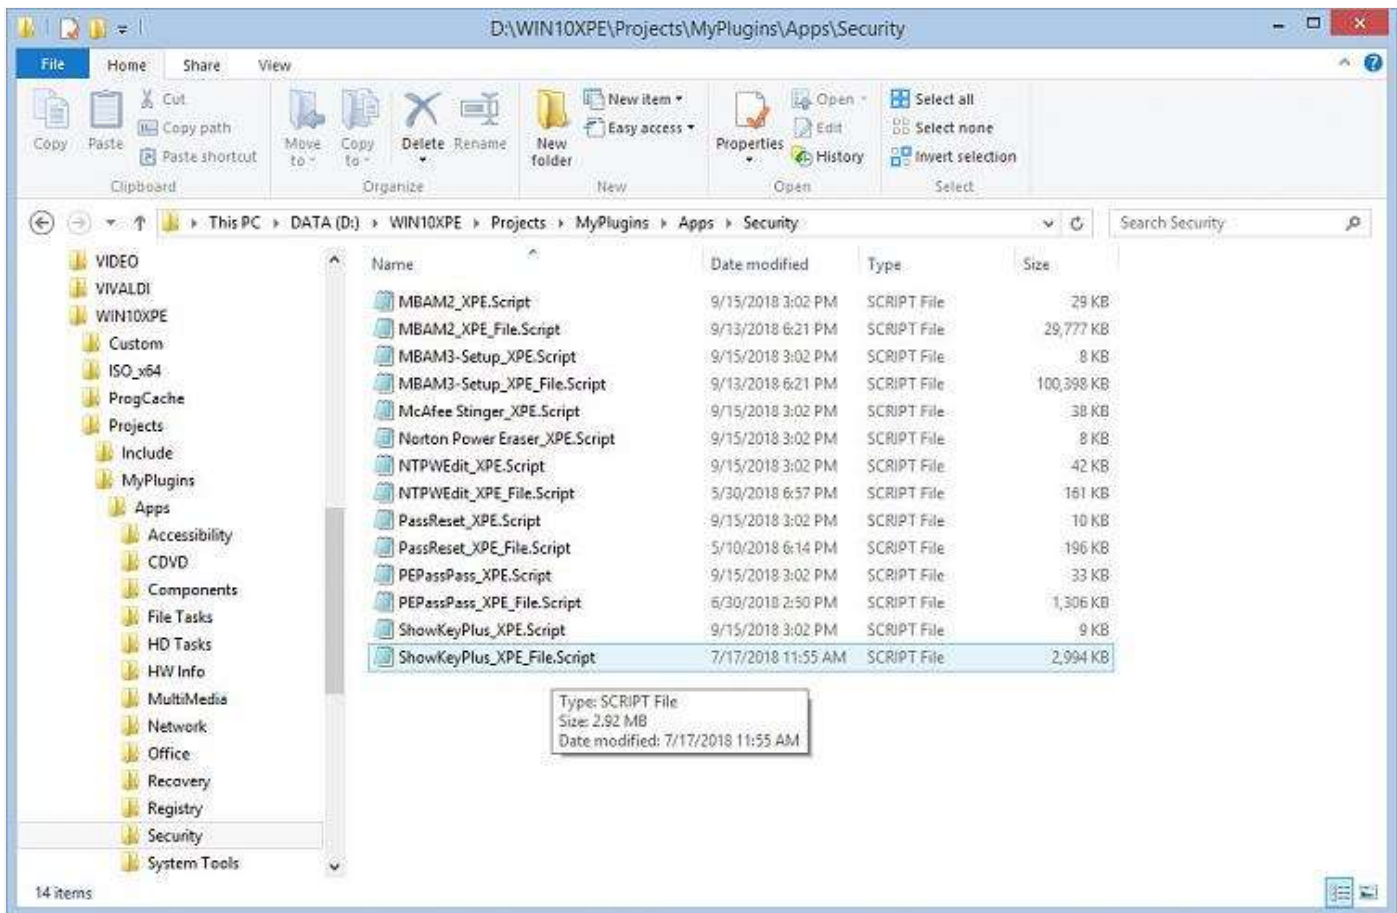 D:\WIN10XPE\Projects\MyPlugins\Apps\Security
File Home Share View
Copy
Paste
Cut
Copy path
Paste shortcut
Clipboard
Move to
Copy to
Delete
Rename
Organize
New folder
New item
Easy access
New
Properties
Open
Edit
History
Open
Select all
Select none
Invert selection
Select
This PC DATA (D:) WIN10XPE Projects MyPlugins Apps Security
Search Security
VIDEO
VIVALDI
WIN10XPE
Custom
ISO_x64
ProgCache
Projects
Include
MyPlugins
Apps
Accessibility
CDVD
Components
File Tasks
HD Tasks
HW Info
MultiMedia
Network
Office
Recovery
Registry
Security
System Tools
Name Date modified Type Size
MBAM2_XPE.Script 9/15/2018 3:02 PM SCRIPT File 29 KB
MBAM2_XPE_File.Script 9/13/2018 6:21 PM SCRIPT File 29,777 KB
MBAM3-Setup_XPE.Script 9/15/2018 3:02 PM SCRIPT File 8 KB
MBAM3-Setup_XPE_File.Script 9/13/2018 6:21 PM SCRIPT File 100,398 KB
McAfee Stinger_XPE.Script 9/15/2018 3:02 PM SCRIPT File 38 KB
Norton Power Eraser_XPE.Script 9/15/2018 3:02 PM SCRIPT File 8 KB
NTPWEdit_XPE.Script 9/15/2018 3:02 PM SCRIPT File 42 KB
NTPWEdit_XPE_File.Script 5/30/2018 6:57 PM SCRIPT File 161 KB
PassReset_XPE.Script 9/15/2018 3:02 PM SCRIPT File 10 KB
PassReset_XPE_File.Script 5/10/2018 6:14 PM SCRIPT File 196 KB
PEPassPass_XPE.Script 9/15/2018 3:02 PM SCRIPT File 33 KB
PEPassPass_XPE_File.Script 6/30/2018 2:50 PM SCRIPT File 1,306 KB
ShowKeyPlus_XPE.Script 9/15/2018 3:02 PM SCRIPT File 9 KB
ShowKeyPlus_XPE_File.Script 7/17/2018 11:55 AM SCRIPT File 2,994 KB
Type: SCRIPT File
Size: 2.92 MB
Date modified: 7/17/2018 11:55 AM
14 items